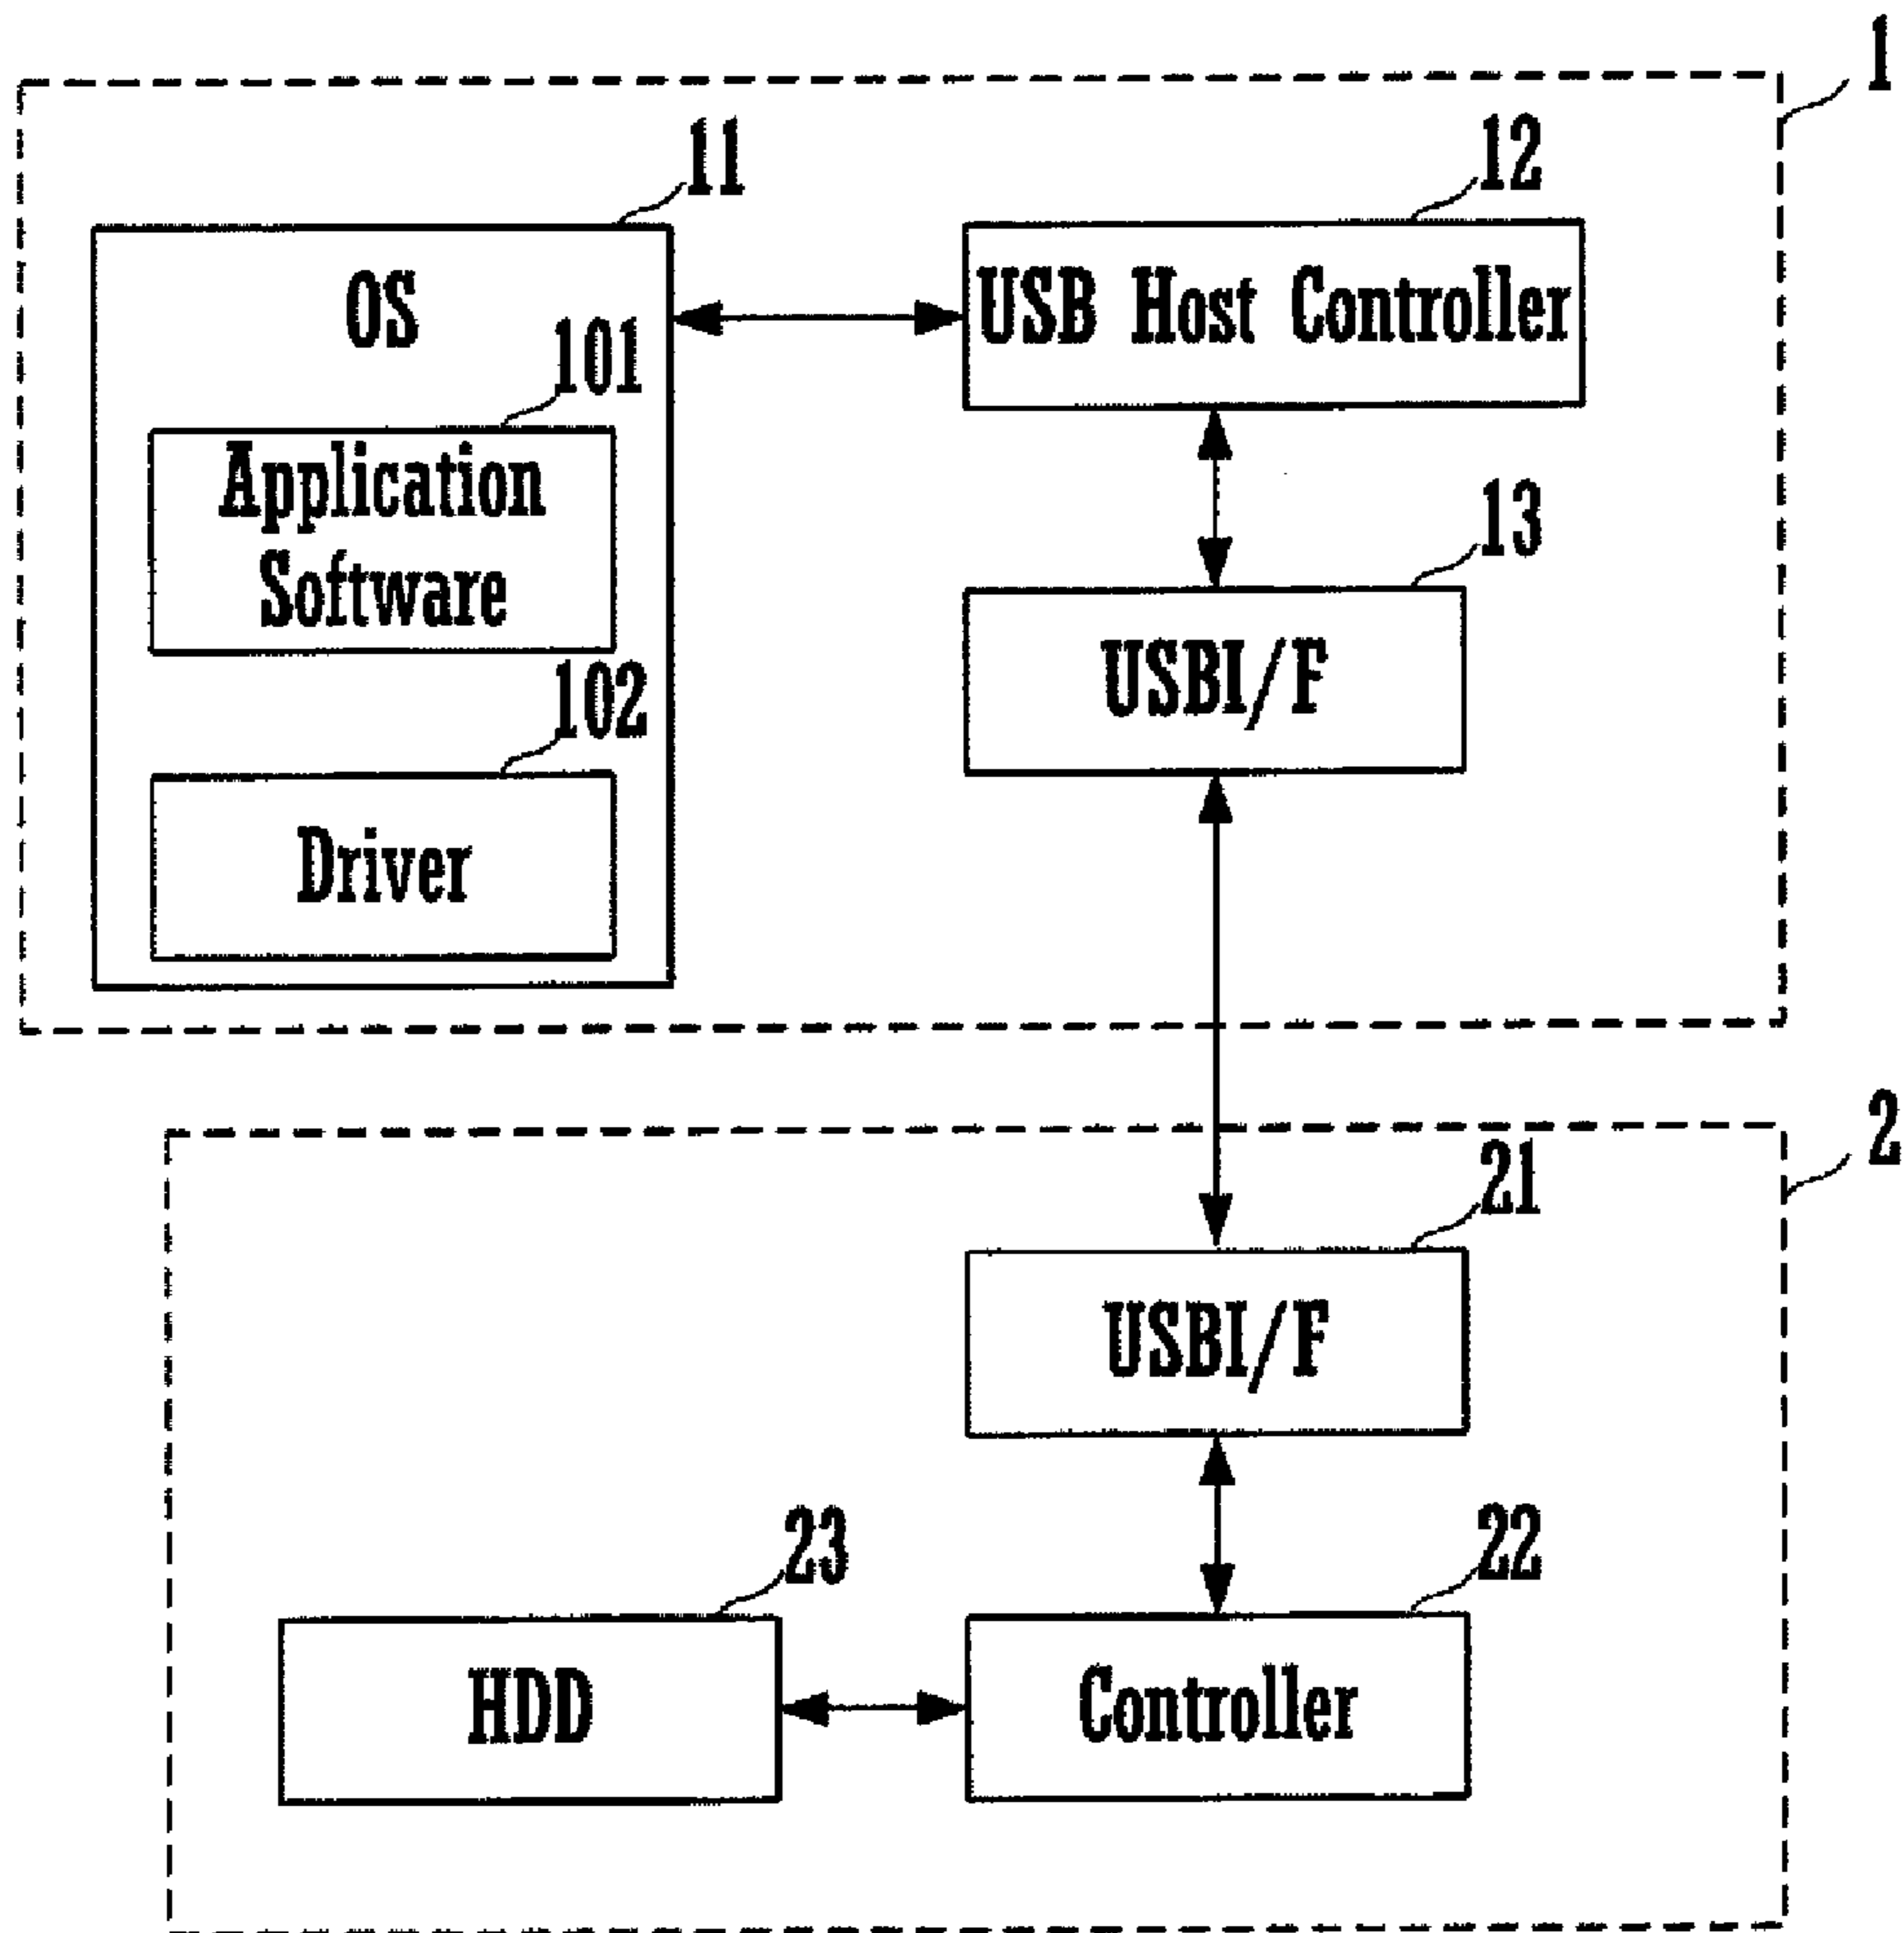 1
11
12
OS
USB Host Controller
101
Application
Software
13
USBI/F
102
Driver
2
21
USBI/F
23
22
HDD
Controller